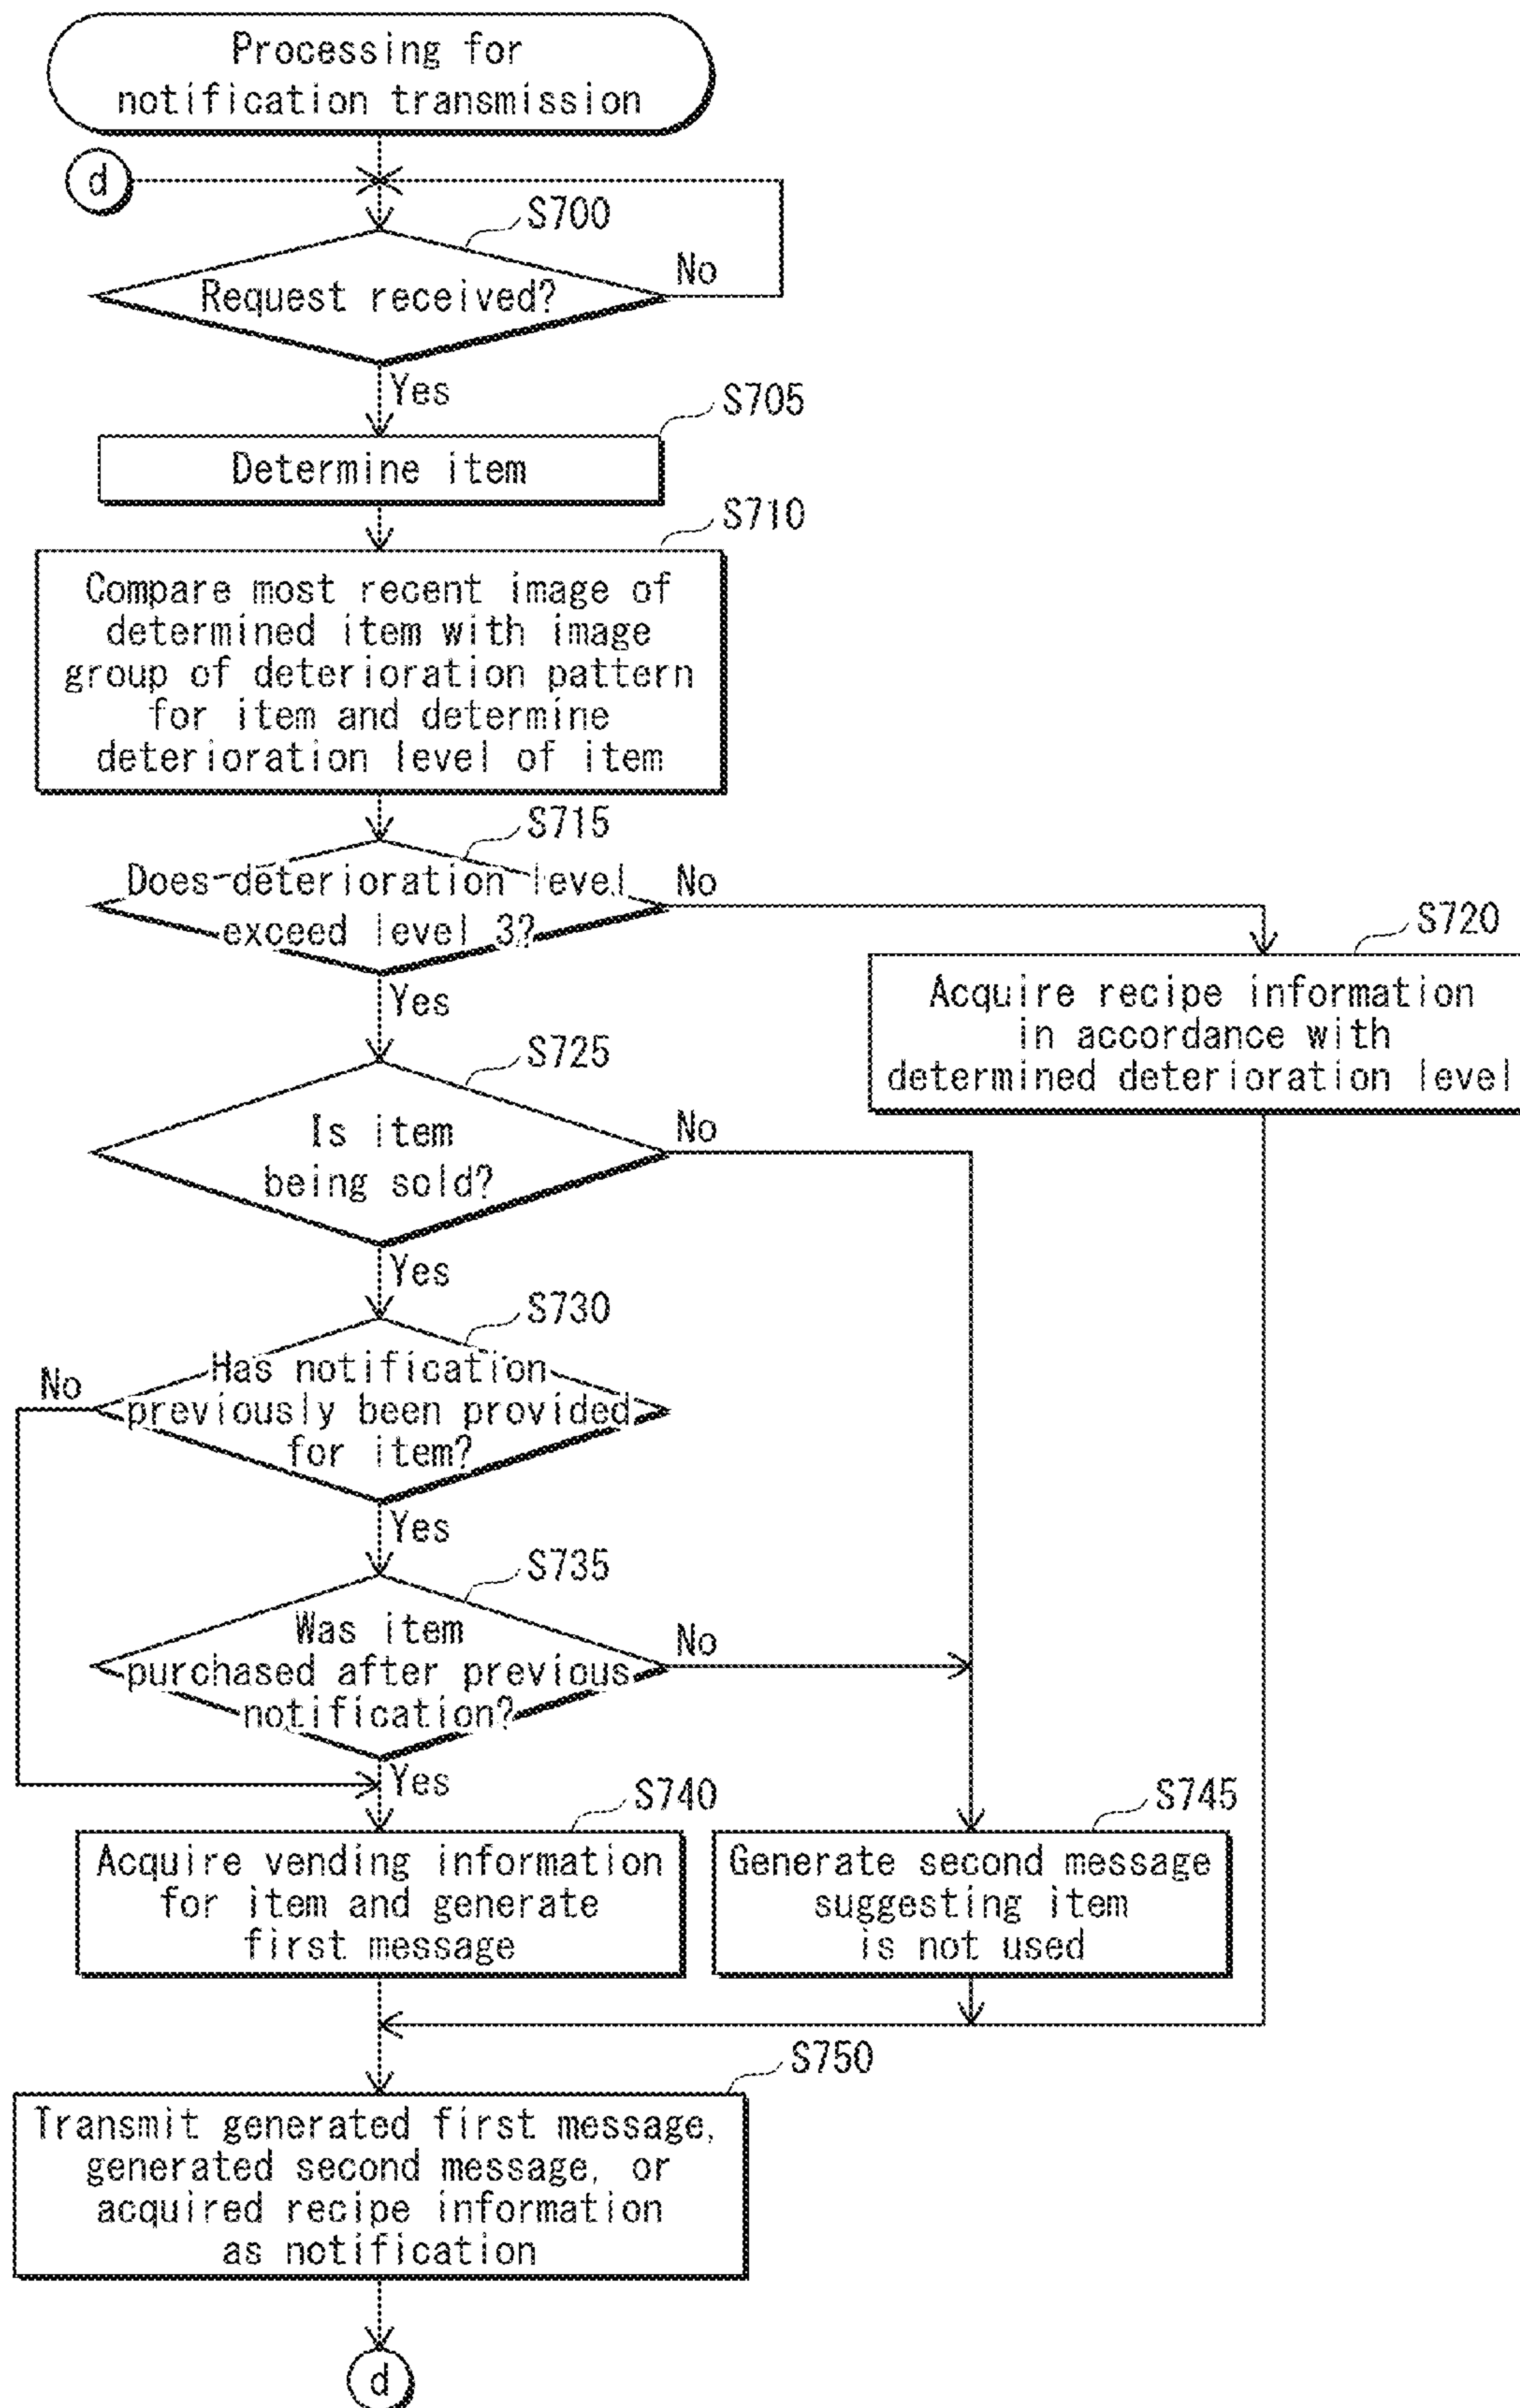 Processing for
notification transmission
d
S700
Request received?
No
Yes
S705
Determine item
S710
Compare most recent image of
determined item with image
group of deterioration pattern
for item and determine
deterioration level of item
S715
Does deterioration level
exceed level 3?
No
Yes
S720
Acquire recipe information
in accordance with
determined deterioration level
S725
Is item
being sold?
No
Yes
S730
Has notification
previously been provided
for item?
No
Yes
S735
Was item
purchased after previous
notification?
No
Yes
S740
Acquire vending information
for item and generate
first message
S745
Generate second message
suggesting item
is not used
S750
Transmit generated first message,
generated second message, or
acquired recipe information
as notification
d